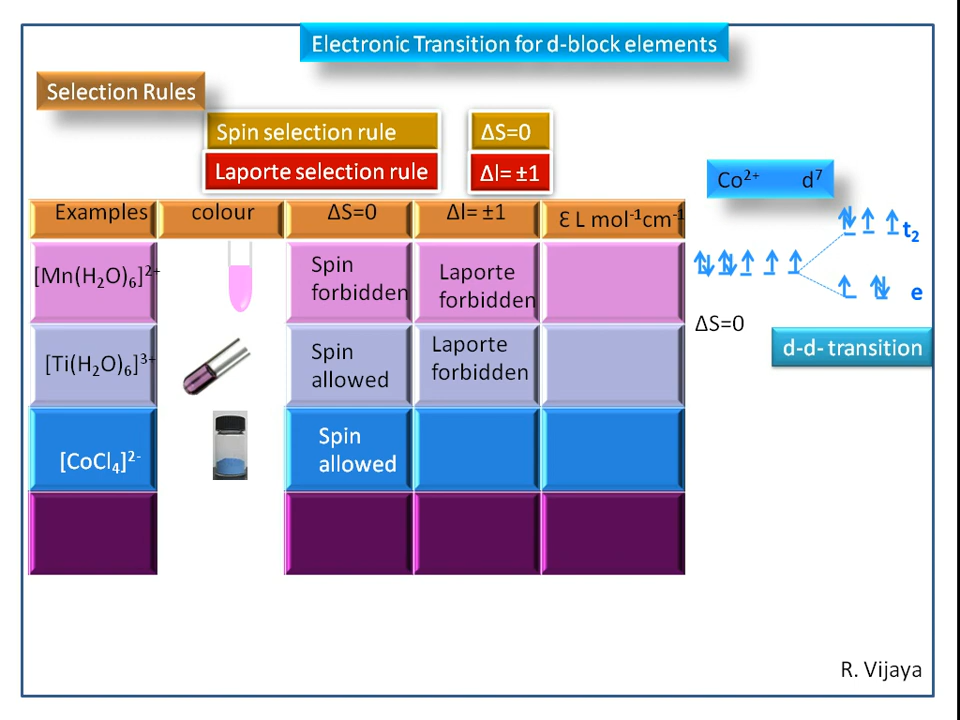 Electronic Transition for d-block elements
Selection Rules
Spin selection rule ΔS=0
Laporte selection rule Δl= ±1
Co²⁺ d⁷
Examples colour ΔS=0 Δl= ±1 Ɛ L mol⁻¹cm⁻¹
[Mn(H₂O)₆]²⁺
Spin
forbidden
Laporte
forbidden
t₂
e
ΔS=0
d-d- transition
[Ti(H₂O)₆]³⁺
Spin
allowed
Laporte
forbidden
[CoCl₄]²⁻
Spin
allowed
R. Vijaya